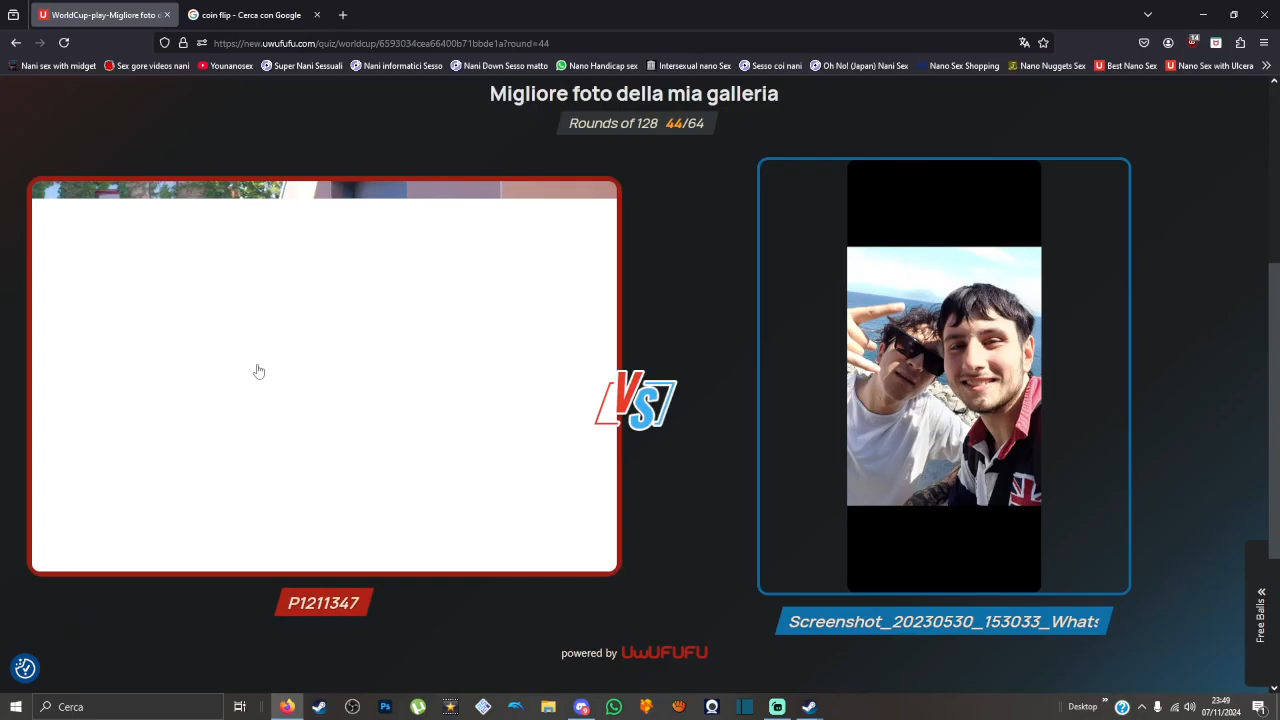 WorldCup-play-Migliore foto d
coin flip - Cerca con Google
https://new.uwufufu.com/quiz/worldcup/6593034cea66400b71bbde1a?round=44
54
Nani sex with midget
Sex gore videos nani
Younanosex
Super Nani Sessuali
Nani informatici Sesso
Nani Down Sesso matto
Nano Handicap sex
Intersexual nano Sex
Sesso coi nani
Oh No! (Japan) Nani Sex
Nano Sex Shopping
Nano Nuggets Sex
Best Nano Sex
Nano Sex with Ulcera
Migliore foto della mia galleria
Rounds of 128 44/64
VS
P1211347
Screenshot_20230530_153033_Whats
Free Balls
powered by UWUFUFU
Cerca
Desktop
23:49
07/11/2024